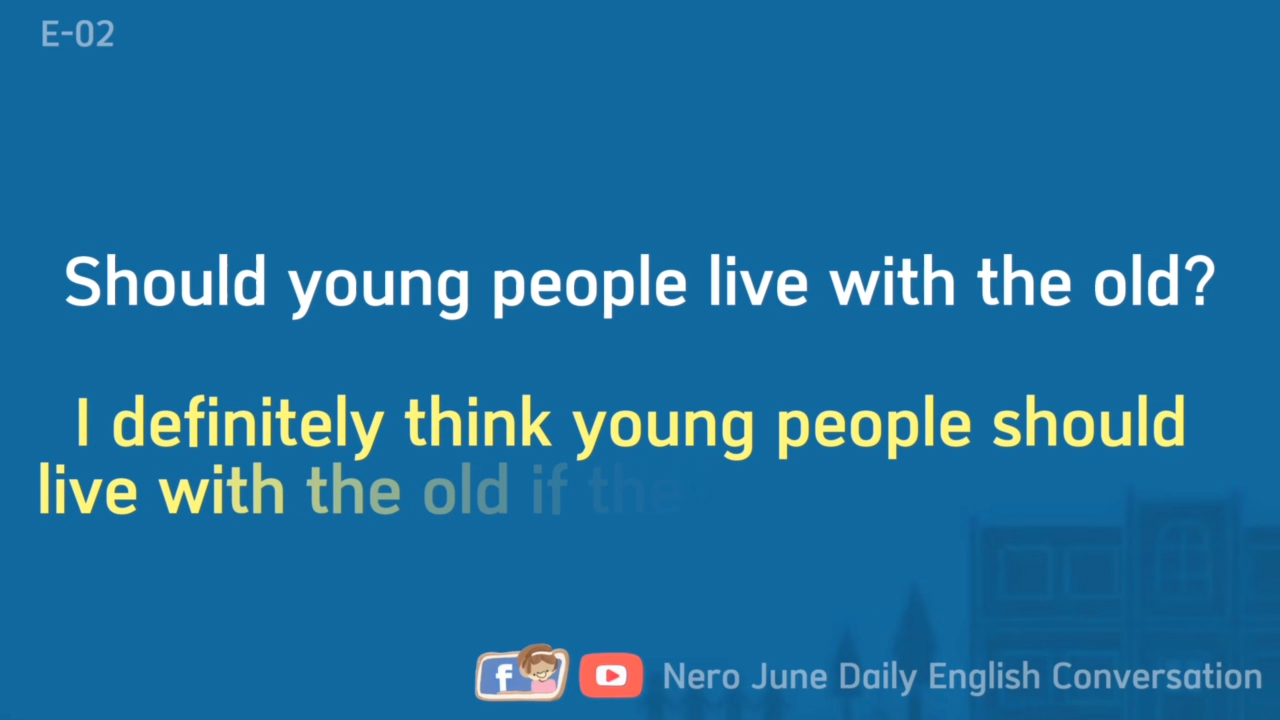 E-02
Should young people live with the old?
I definitely think young people should
live with the old if the
f
Nero June Daily English Conversation